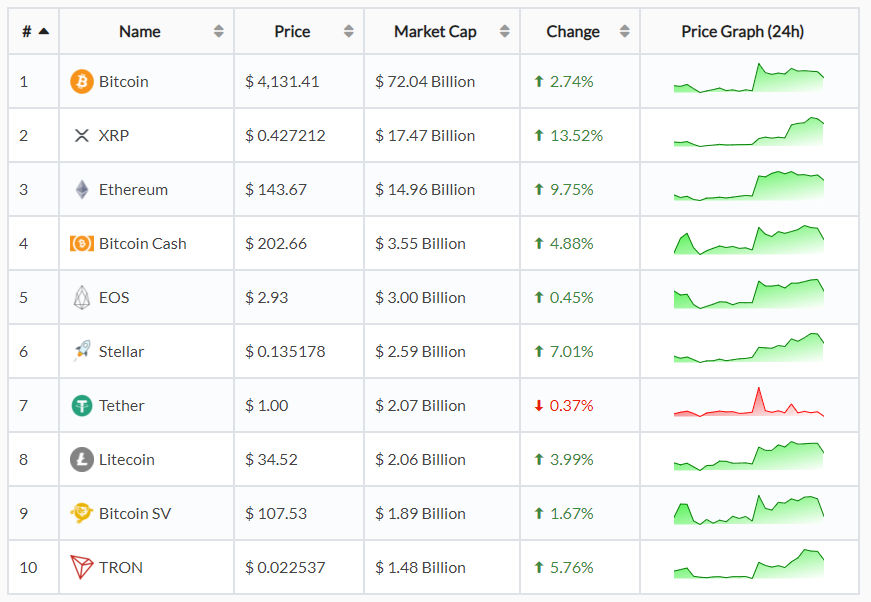 # Name Price Market Cap Change Price Graph (24h)
1 Bitcoin $ 4,131.41 $ 72.04 Billion 2.74%
2 XRP $ 0.427212 $ 17.47 Billion 13.52%
3 Ethereum $ 143.67 $ 14.96 Billion 9.75%
4 Bitcoin Cash $ 202.66 $ 3.55 Billion 4.88%
5 EOS $ 2.93 $ 3.00 Billion 0.45%
6 Stellar $ 0.135178 $ 2.59 Billion 7.01%
7 Tether $ 1.00 $ 2.07 Billion 0.37%
8 Litecoin $ 34.52 $ 2.06 Billion 3.99%
9 Bitcoin SV $ 107.53 $ 1.89 Billion 1.67%
10 TRON $ 0.022537 $ 1.48 Billion 5.76%